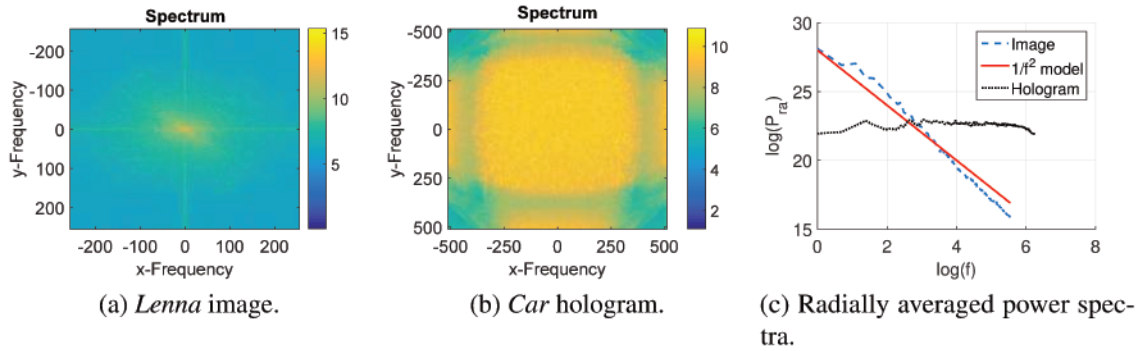 Spectrum
-200
-100
0
100
200
y-Frequency
-200 -100 0 100 200
x-Frequency
15
10
5
(a) Lenna image.
Spectrum
-500
-250
0
250
500
y-Frequency
-500 -250 0 250 500
x-Frequency
10
8
6
4
2
(b) Car hologram.
30
25
20
15
log(P_ra)
0 2 4 6 8
log(f)
Image
1/f² model
Hologram
(c) Radially averaged power spec-
tra.